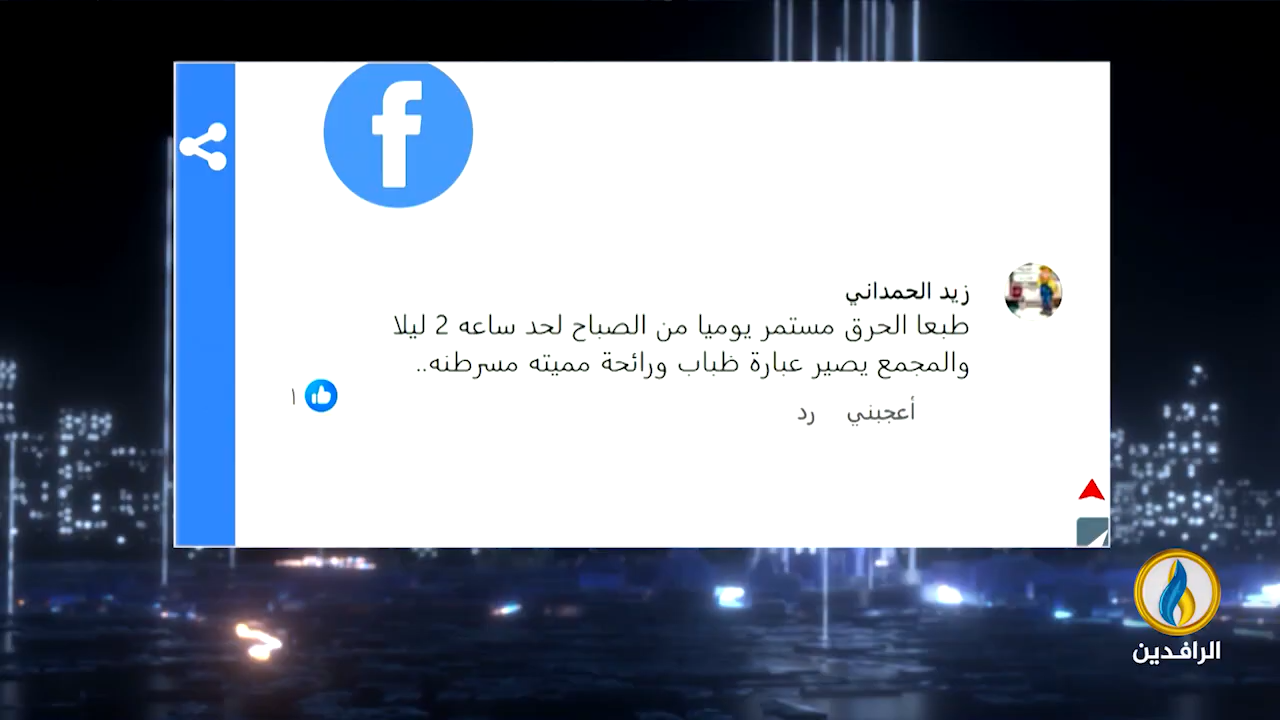 زيد الحمداني
طبعا الحرق مستمر يوميا من الصباح لحد ساعه 2 ليلا
والمجمع يصير عبارة ظباب ورائحة مميته مسرطنه..
١
أعجبني رد
الرافدين